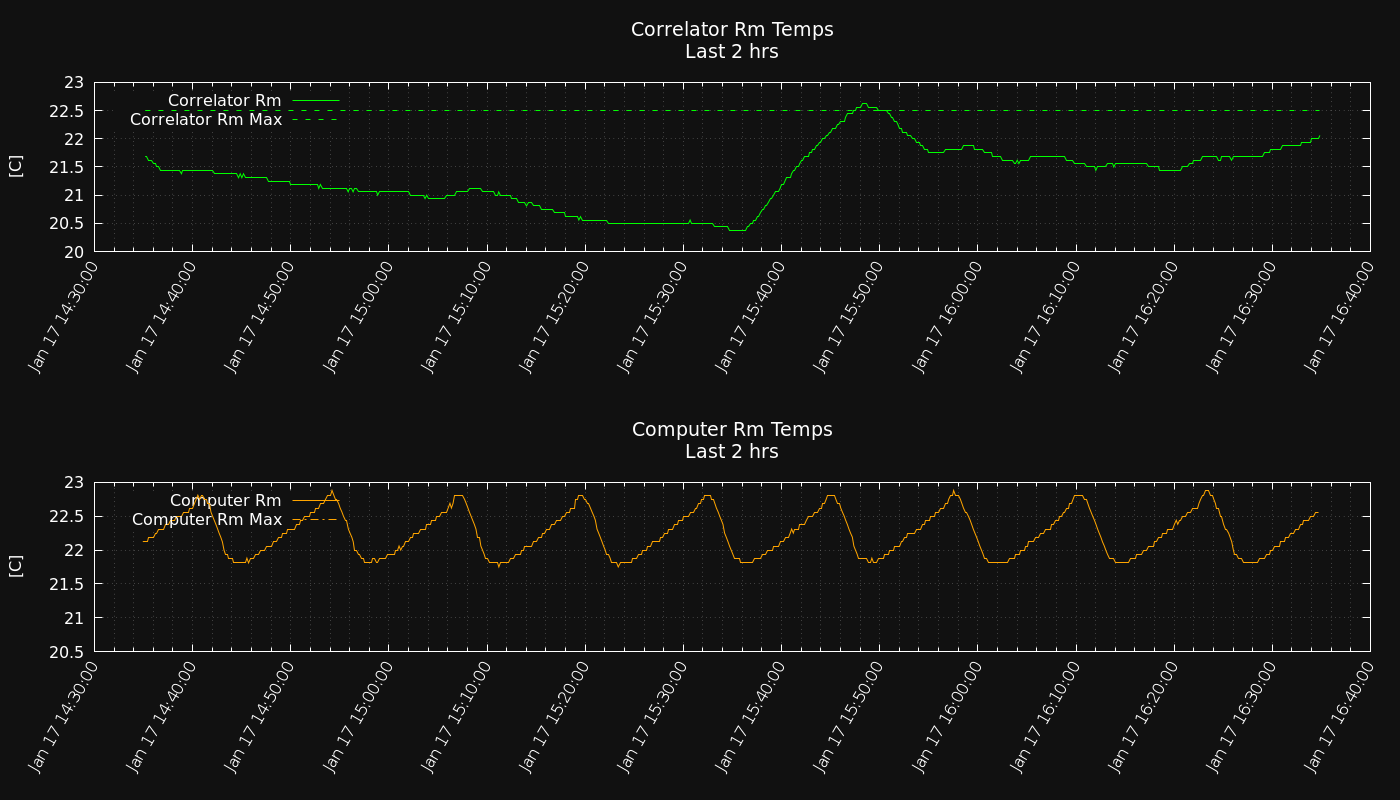 Correlator Rm Temps
Last 2 hrs
23
22.5
22
21.5
21
20.5
20
[C]
Correlator Rm
Correlator Rm Max
Jan 17 14:30:00
Jan 17 14:40:00
Jan 17 14:50:00
Jan 17 15:00:00
Jan 17 15:10:00
Jan 17 15:20:00
Jan 17 15:30:00
Jan 17 15:40:00
Jan 17 15:50:00
Jan 17 16:00:00
Jan 17 16:10:00
Jan 17 16:20:00
Jan 17 16:30:00
Jan 17 16:40:00
Computer Rm Temps
Last 2 hrs
23
22.5
22
21.5
21
20.5
[C]
Computer Rm
Computer Rm Max
Jan 17 14:30:00
Jan 17 14:40:00
Jan 17 14:50:00
Jan 17 15:00:00
Jan 17 15:10:00
Jan 17 15:20:00
Jan 17 15:30:00
Jan 17 15:40:00
Jan 17 15:50:00
Jan 17 16:00:00
Jan 17 16:10:00
Jan 17 16:20:00
Jan 17 16:30:00
Jan 17 16:40:00